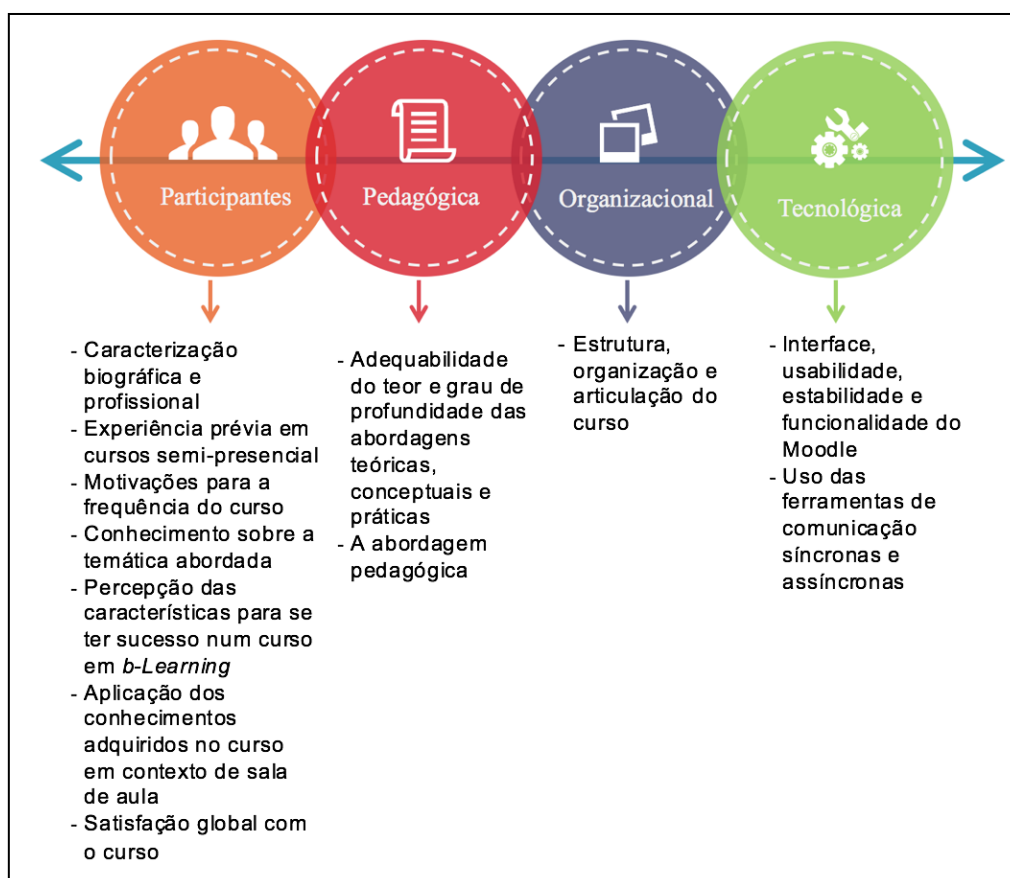 Participantes
Pedagógica
Organizacional
Tecnológica
- Caracterização
biográfica e
profissional
- Experiência prévia em
cursos semi-presencial
- Motivações para a
frequência do curso
- Conhecimento sobre a
temática abordada
- Percepção das
características para se
ter sucesso num curso
em b-Learning
- Aplicação dos
conhecimentos
adquiridos no curso
em contexto de sala
de aula
- Satisfação global com
o curso
- Adequabilidade
do teor e grau de
profundidade das
abordagens
teóricas,
conceptuais e
práticas
- A abordagem
pedagógica
- Estrutura,
organização e
articulação do
curso
- Interface,
usabilidade,
estabilidade e
funcionalidade do
Moodle
- Uso das
ferramentas de
comunicação
síncronas e
assíncronas